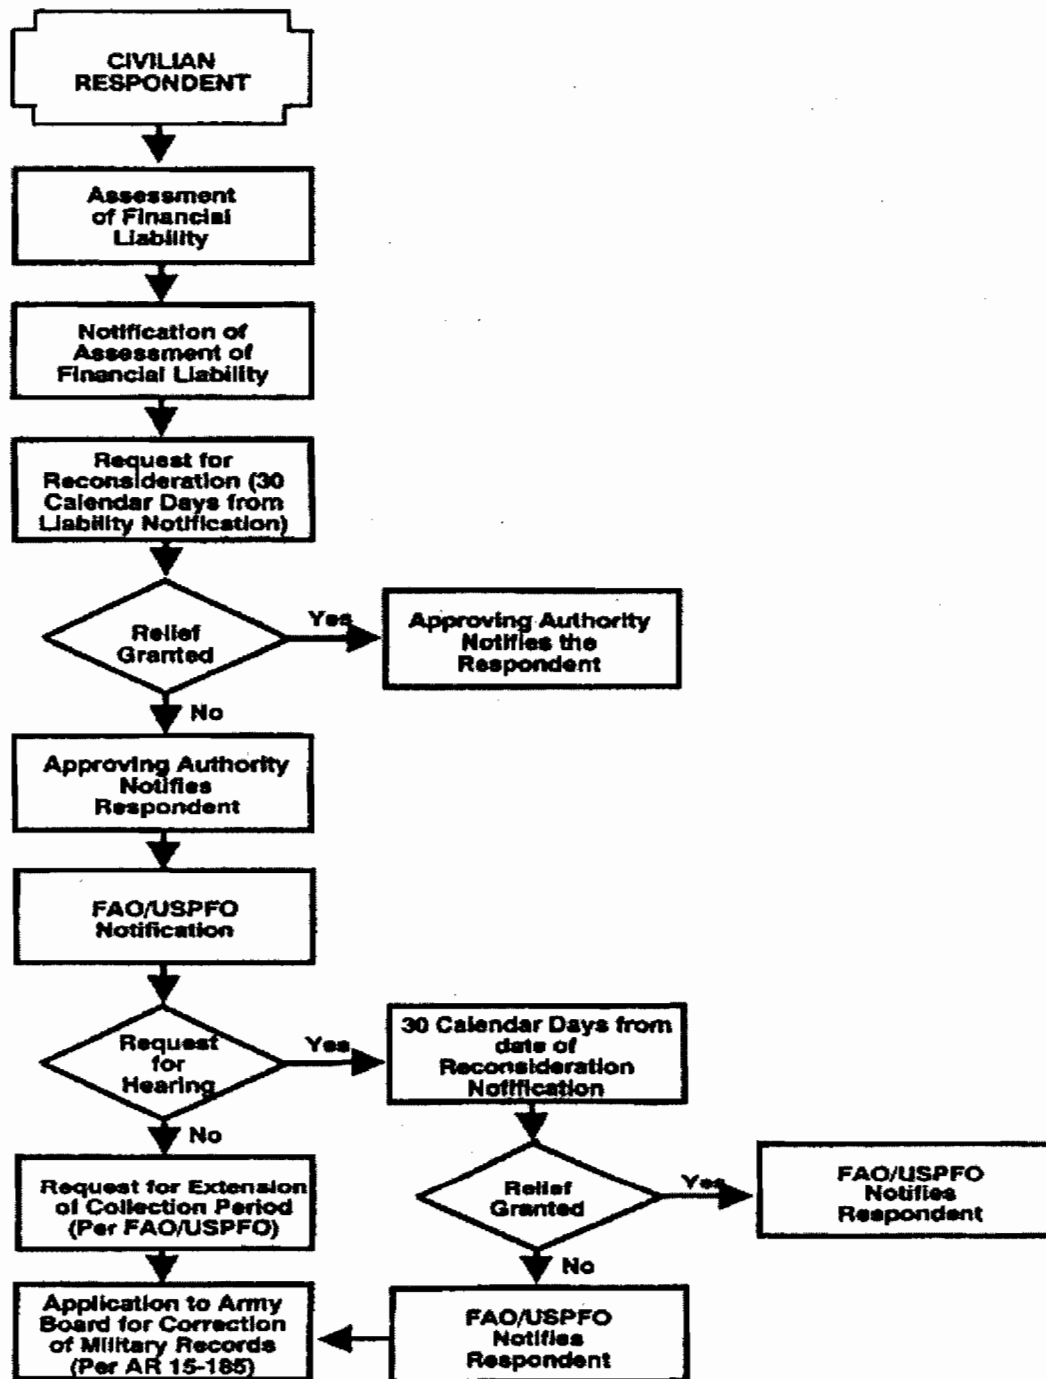 CIVILIAN
RESPONDENT
Assessment
of Financial
Liability
Notification of
Assessment of
Financial Liability
Request for
Reconsideration (30
Calendar Days from
Liability Notification)
Relief
Granted
Yes
Approving Authority
Notifies the
Respondent
No
Approving Authority
Notifies
Respondent
FAO/USPFO
Notification
Request
for
Hearing
Yes
30 Calendar Days from
date of
Reconsideration
Notification
No
Request for Extension
of Collection Period
(Per FAO/USPFO)
Relief
Granted
Yes
FAO/USPFO
Notifies
Respondent
No
Application to Army
Board for Correction
of Military Records
(Per AR 15-185)
FAO/USPFO
Notifies
Respondent